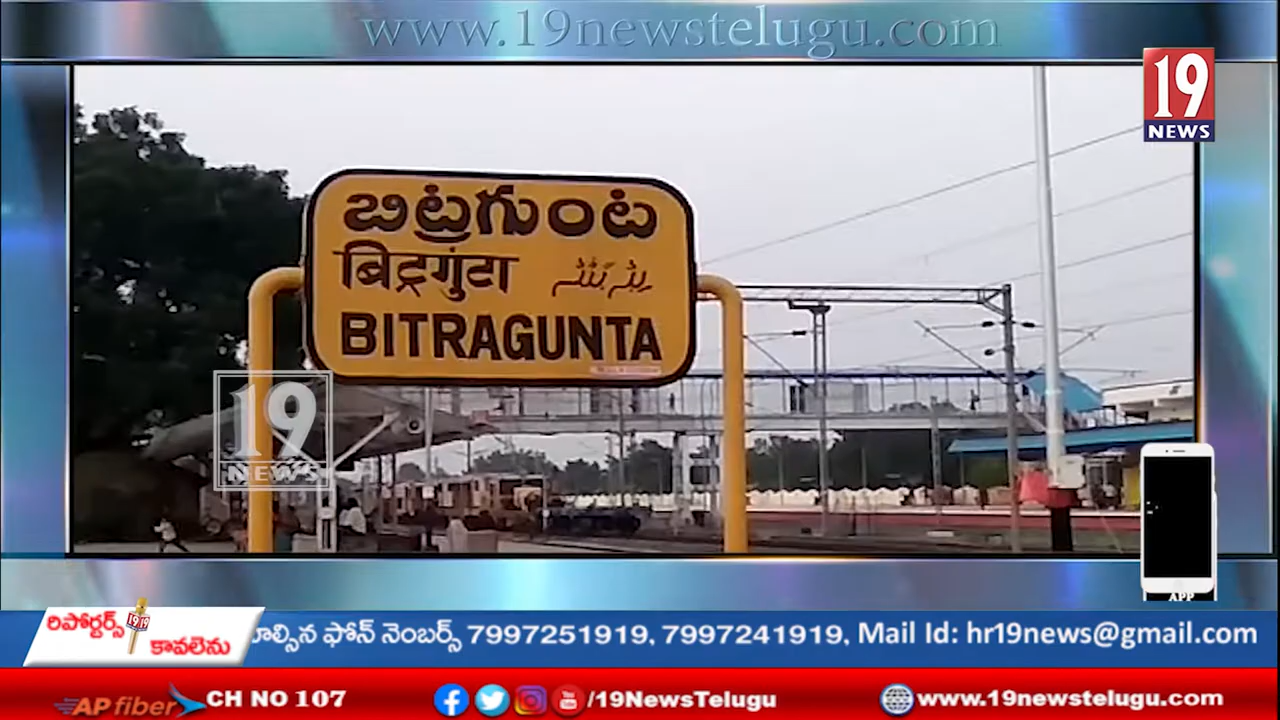 www.19newstelugu.com
19
NEWS
బిట్రగుంట
बिट्रगुंटा
BITRAGUNTA
19
NEWS
APP
రిపోర్టర్స్
కావలెను
ఫోన్ నెంబర్స్ 7997251919, 7997241919, Mail Id: hr19news@gmail.com
AP fiber CH NO 107
/19NewsTelugu
www.19newstelugu.com